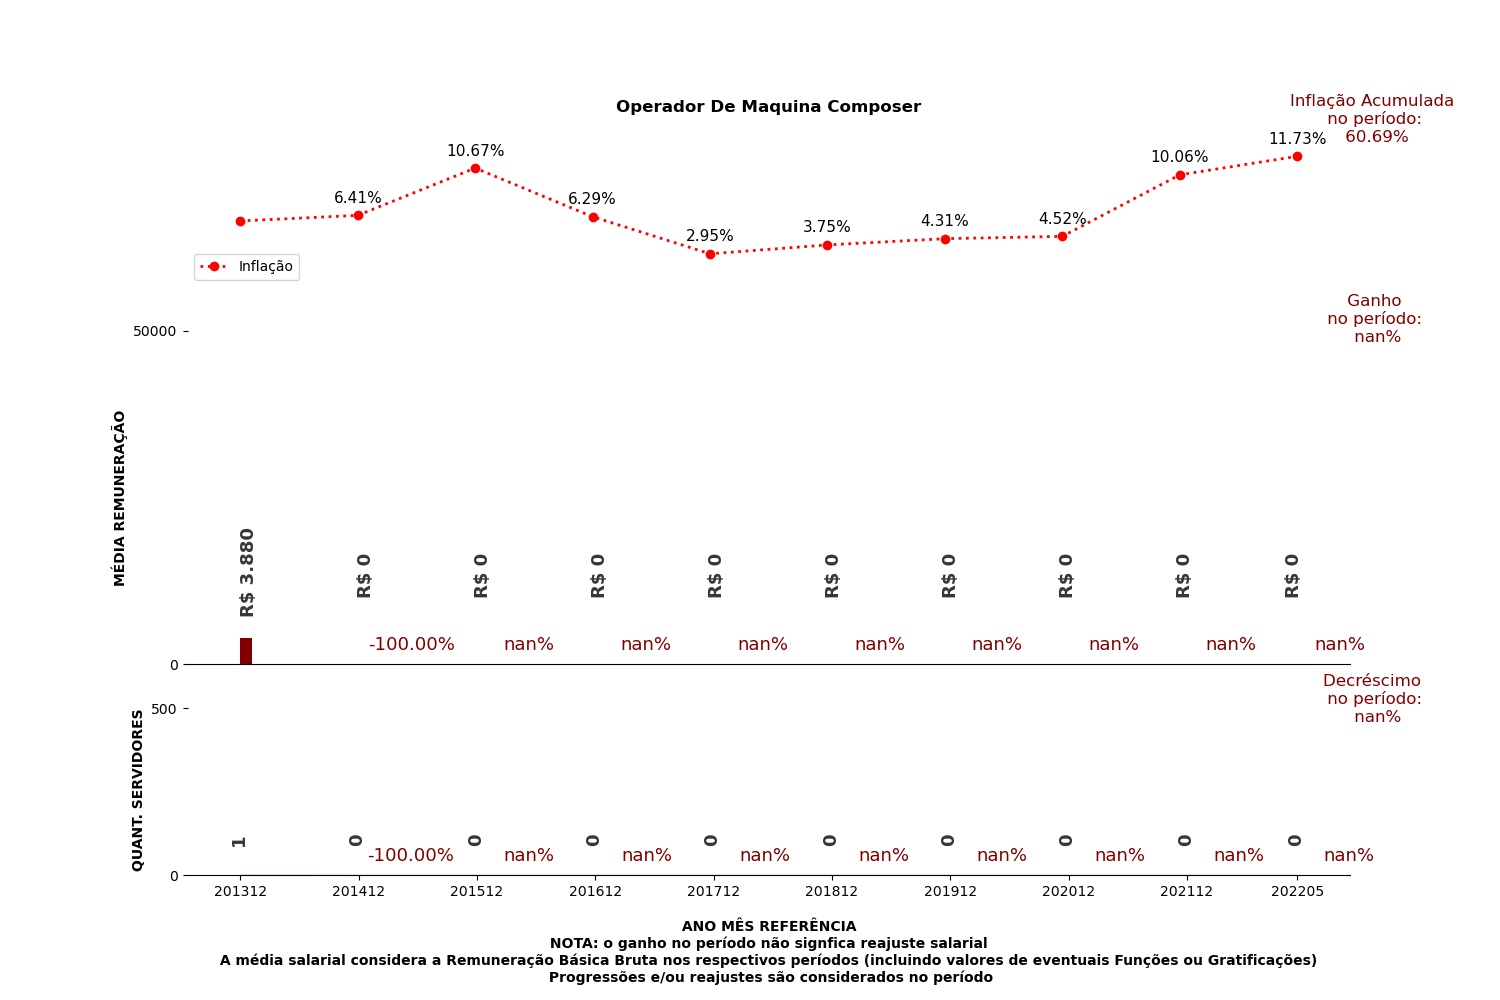 Operador De Maquina Composer
Inflação Acumulada
no período:
60.69%
6.41%
10.67%
6.29%
2.95%
3.75%
4.31%
4.52%
10.06%
11.73%
Inflação
Ganho
no período:
nan%
50000
0
MÉDIA REMUNERAÇÃO
R$ 3.880
R$ 0
R$ 0
R$ 0
R$ 0
R$ 0
R$ 0
R$ 0
R$ 0
R$ 0
-100.00%
nan%
nan%
nan%
nan%
nan%
nan%
nan%
nan%
Decréscimo
no período:
nan%
500
0
QUANT. SERVIDORES
1
0
0
0
0
0
0
0
0
0
-100.00%
nan%
nan%
nan%
nan%
nan%
nan%
nan%
nan%
201312
201412
201512
201612
201712
201812
201912
202012
202112
202205
ANO MÊS REFERÊNCIA
NOTA: o ganho no período não signfica reajuste salarial
A média salarial considera a Remuneração Básica Bruta nos respectivos períodos (incluindo valores de eventuais Funções ou Gratificações)
Progressões e/ou reajustes são considerados no período